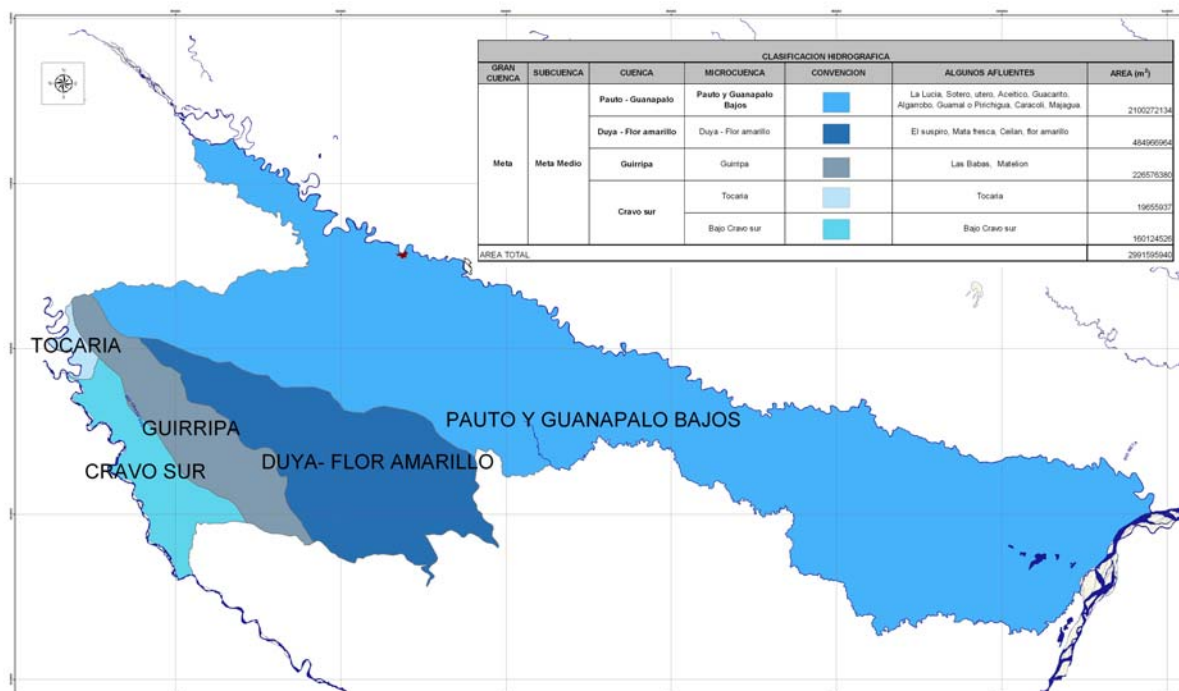 CLASIFICACION HIDROGRAFICA
GRAN CUENCA SUBCUENCA CUENCA MICROCUENCA CONVENCION ALGUNOS AFLUENTES AREA (m²)
Meta Meta Medio
Pauto - Guanapalo Pauto y Guanapalo Bajos La Lucia, Sotero, utero, Aceitico, Guacarito,
Algarrobo, Guamal o Pirichigua, Caracoli, Majagua. 2100272134
Duya - Flor amarillo Duya - Flor amarillo El suspiro, Mata fresca, Ceilan, flor amarillo 484966964
Guirripa Guirripa Las Babas, Matelion 226576380
Cravo sur
Tocaria Tocaria 19655937
Bajo Cravo sur Bajo Cravo sur 160124526
AREA TOTAL 2991595940
TOCARIA
PAUTO Y GUANAPALO BAJOS
GUIRRIPA
DUYA- FLOR AMARILLO
CRAVO SUR